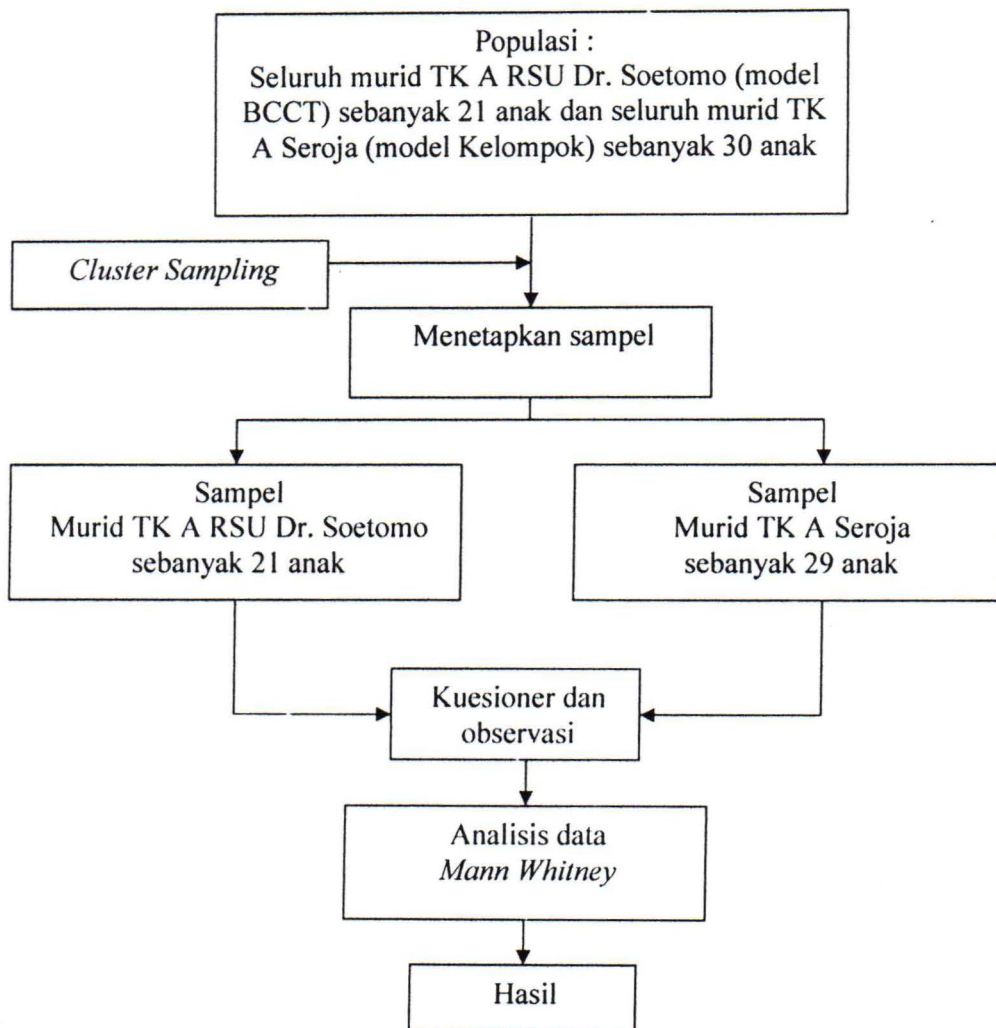 Populasi :
Seluruh murid TK A RSU Dr. Soetomo (model
BCCT) sebanyak 21 anak dan seluruh murid TK
A Seroja (model Kelompok) sebanyak 30 anak
Cluster Sampling
Menetapkan sampel
Sampel
Murid TK A RSU Dr. Soetomo
sebanyak 21 anak
Sampel
Murid TK A Seroja
sebanyak 29 anak
Kuesioner dan
observasi
Analisis data
Mann Whitney
Hasil